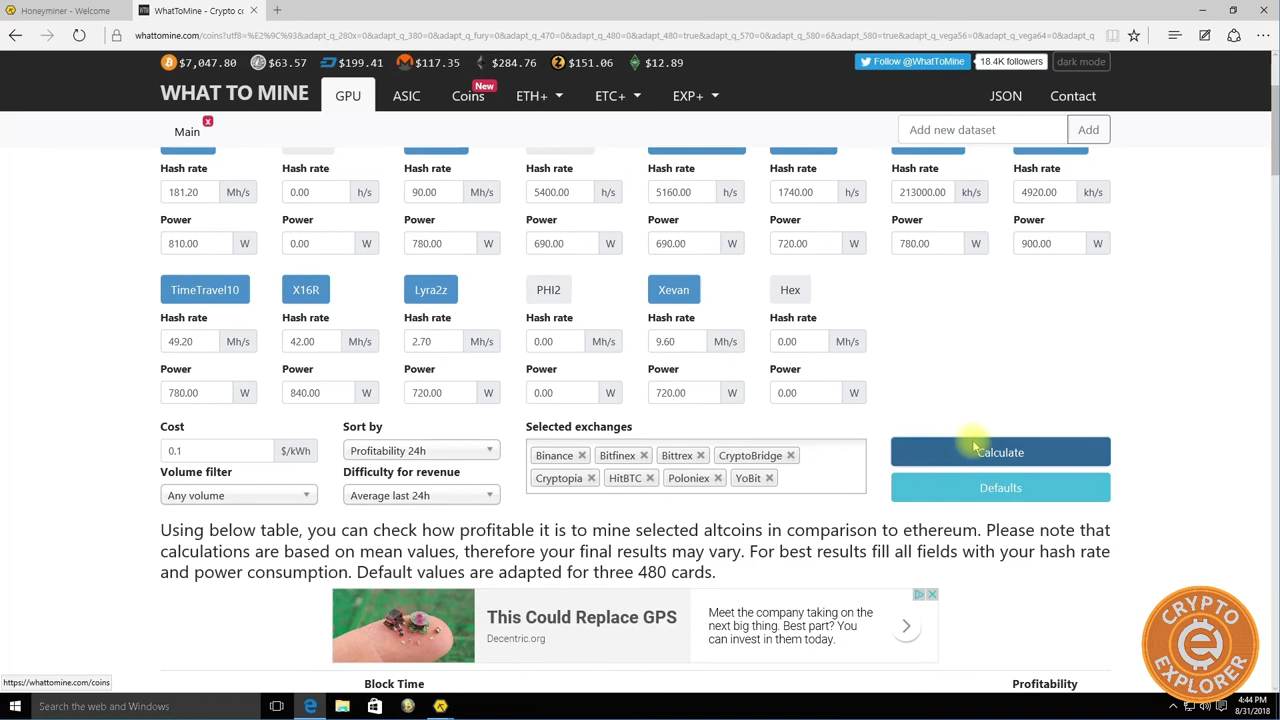 Honeyminer - Welcome
WTM WhatToMine - Crypto co
whattomine.com/coins?utf8=%E2%9C%93&adapt_q_280x=0&adapt_q_380=0&adapt_q_fury=0&adapt_q_470=0&adapt_q_480=0&adapt_480=true&adapt_q_570=0&adapt_q_580=6&adapt_580=true&adapt_q_vega56=0&adapt_q_vega64=0&adapt_q
$7,047.80 $63.57 $199.41 $117.35 $284.76 $151.06 $12.89
Follow @WhatToMine 18.4K followers dark mode
WHAT TO MINE GPU ASIC Coins New ETH+ ETC+ EXP+ JSON Contact
Main x Add new dataset Add
Hash rate Hash rate Hash rate Hash rate Hash rate Hash rate Hash rate Hash rate
181.20 Mh/s 0.00 h/s 90.00 Mh/s 5400.00 h/s 5160.00 h/s 1740.00 h/s 213000.00 kh/s 4920.00 kh/s
Power Power Power Power Power Power Power Power
810.00 W 0.00 W 780.00 W 690.00 W 690.00 W 720.00 W 780.00 W 900.00 W
TimeTravel10 X16R Lyra2z PHI2 Xevan Hex
Hash rate Hash rate Hash rate Hash rate Hash rate Hash rate
49.20 Mh/s 42.00 Mh/s 2.70 Mh/s 0.00 Mh/s 9.60 Mh/s 0.00 Mh/s
Power Power Power Power Power Power
780.00 W 840.00 W 720.00 W 0.00 W 720.00 W 0.00 W
Cost Sort by Selected exchanges
0.1 $/kWh Profitability 24h Binance Bitfinex Bittrex CryptoBridge Calculate
Volume filter Difficulty for revenue Cryptopia HitBTC Poloniex YoBit Defaults
Any volume Average last 24h
Using below table, you can check how profitable it is to mine selected altcoins in comparison to ethereum. Please note that
calculations are based on mean values, therefore your final results may vary. For best results fill all fields with your hash rate
and power consumption. Default values are adapted for three 480 cards.
This Could Replace GPS
Decentric.org
Meet the company taking on the
next big thing. Best part? You
can invest in them today.
Block Time Profitability
https://whattomine.com/coins
CRYPTO
EXPLORER
Search the web and Windows
4:44 PM
8/31/2018